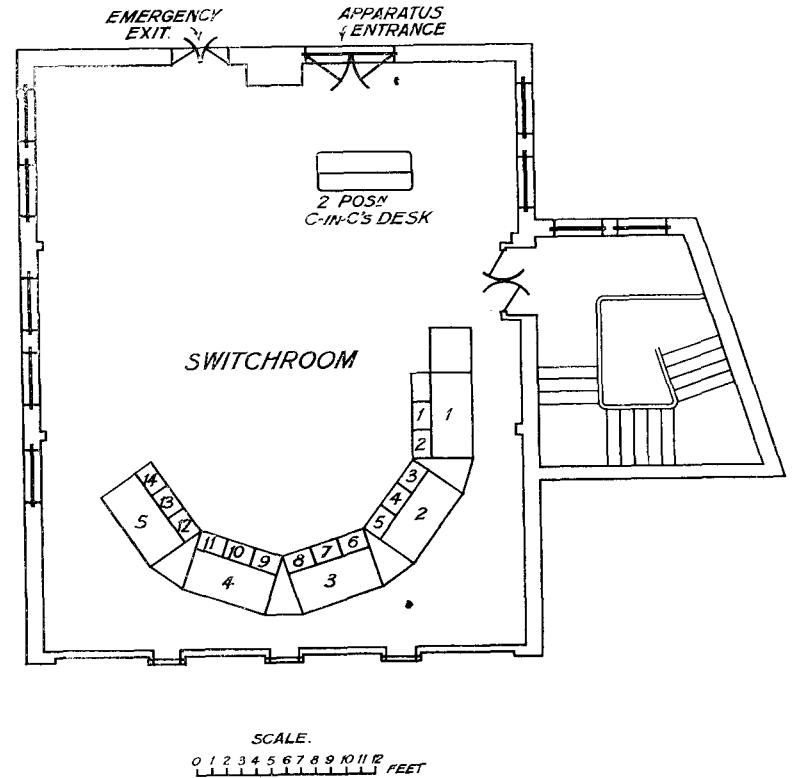 EMERGENCY
EXIT.
APPARATUS
ENTRANCE
2 POSN
C-IN-C'S DESK
SWITCHROOM
1
1
2
3
4
5
2
14
13
12
5
11
10
9
4
8
7
6
3
SCALE.
0 1 2 3 4 5 6 7 8 9 10 11 12
FEET